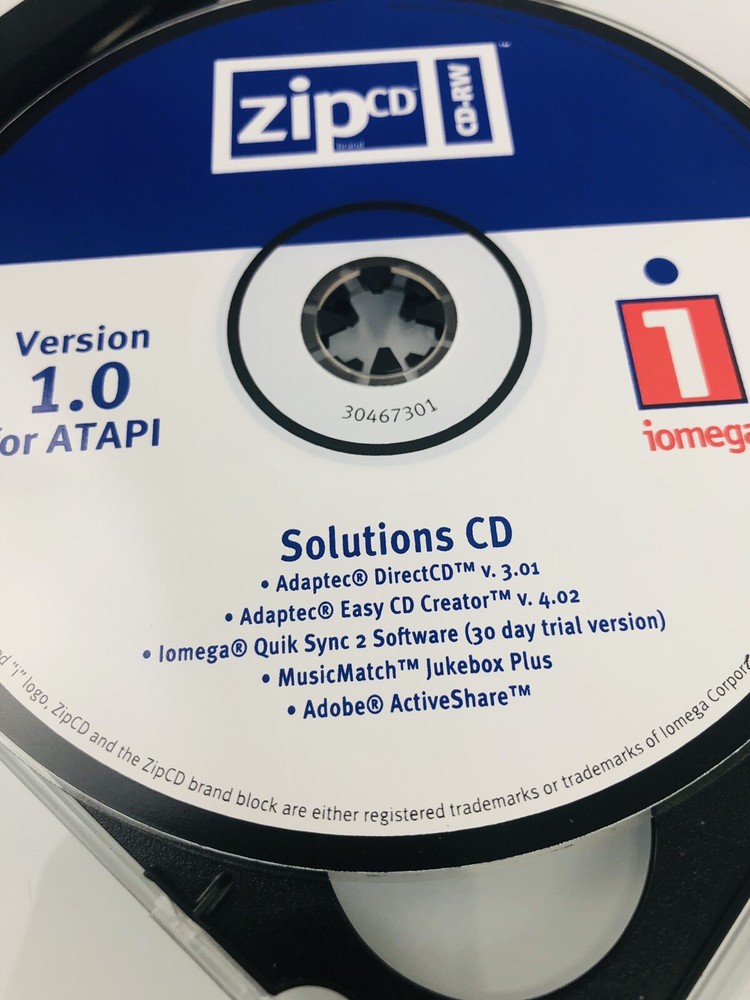 zipCD™
CD-RW
Version
1.0
for ATAPI
30467301
iomega
Solutions CD
• Adaptec® DirectCD™ v. 3.01
• Adaptec® Easy CD Creator™ v. 4.02
• Iomega® Quik Sync 2 Software (30 day trial version)
• MusicMatch™ Jukebox Plus
• Adobe® ActiveShare™
"i" logo, ZipCD and the ZipCD brand block are either registered trademarks or trademarks of Iomega Corpor